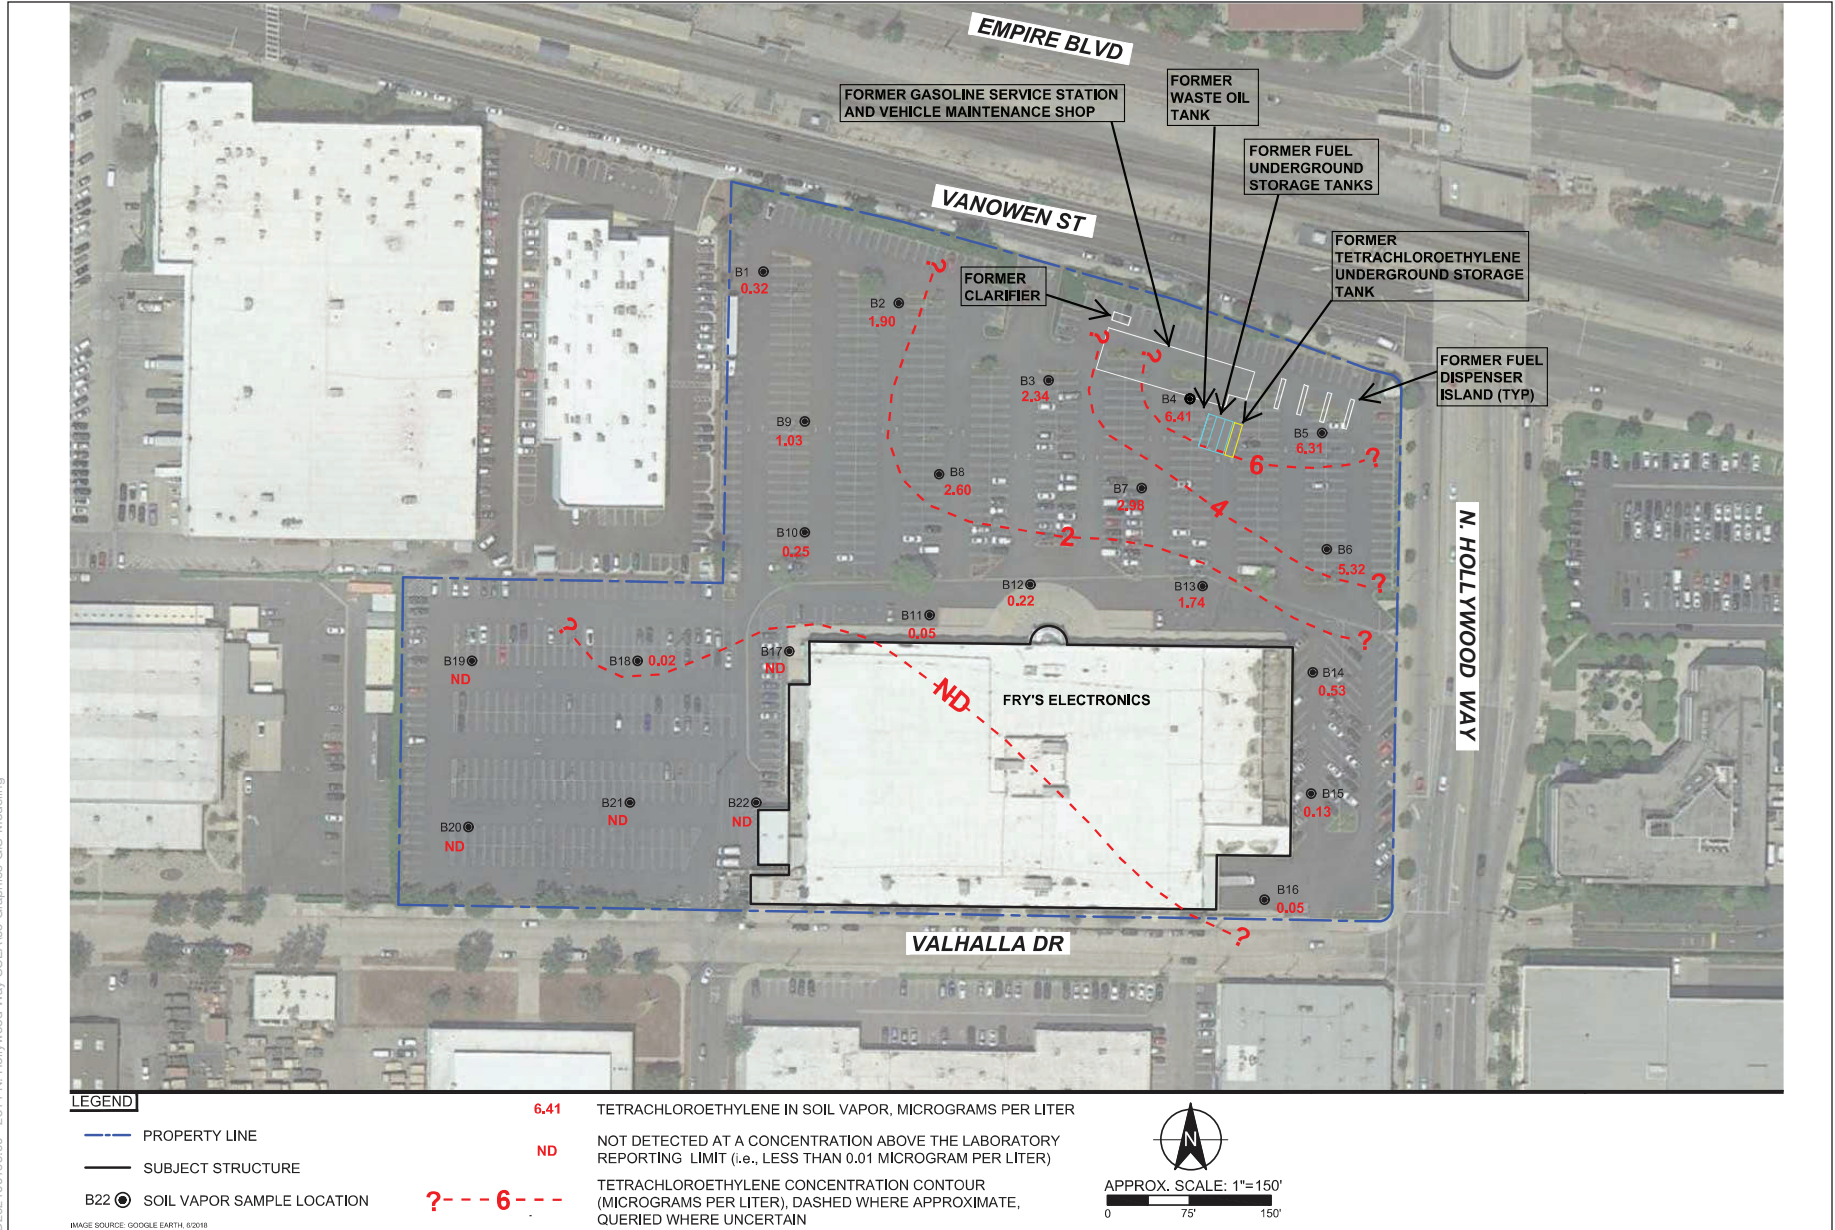 EMPIRE BLVD
FORMER GASOLINE SERVICE STATION
AND VEHICLE MAINTENANCE SHOP
FORMER
WASTE OIL
TANK
FORMER FUEL
UNDERGROUND
STORAGE TANKS
VANOWEN ST
FORMER
TETRACHLOROETHYLENE
UNDERGROUND STORAGE
TANK
FORMER
CLARIFIER
FORMER FUEL
DISPENSER
ISLAND (TYP)
B1
0.32
B2
1.90
B3
2.34
B4
6.41
B5
6.31
B9
1.03
B8
2.60
B7
2.98
B10
0.25
B6
5.32
B12
0.22
B13
1.74
B11
0.05
B19
ND
B18
0.02
B17
ND
B14
0.53
B15
0.13
B16
0.05
B20
ND
B21
ND
B22
ND
?
?
?
6
?
4
?
2
?
?
ND
?
FRY'S ELECTRONICS
N. HOLLYWOOD WAY
VALHALLA DR
LEGEND
PROPERTY LINE
SUBJECT STRUCTURE
B22 SOIL VAPOR SAMPLE LOCATION
IMAGE SOURCE: GOOGLE EARTH, 6/2018
6.41 TETRACHLOROETHYLENE IN SOIL VAPOR, MICROGRAMS PER LITER
ND NOT DETECTED AT A CONCENTRATION ABOVE THE LABORATORY
REPORTING LIMIT (i.e., LESS THAN 0.01 MICROGRAM PER LITER)
?---6--- TETRACHLOROETHYLENE CONCENTRATION CONTOUR
(MICROGRAMS PER LITER), DASHED WHERE APPROXIMATE,
QUERIED WHERE UNCERTAIN
N
APPROX. SCALE: 1"=150'
0 75' 150'